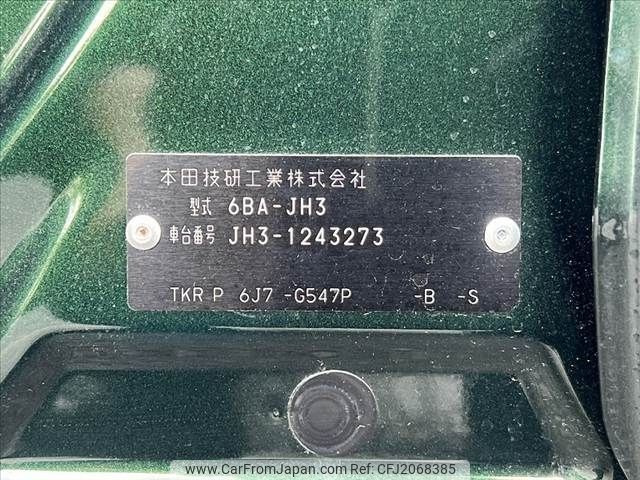 本田技研工業株式会社
型式 6BA-JH3
車台番号 JH3-1243273
TKR P 6J7 -G547P -B -S
www.CarFromJapan.com Ref. No: CFJ2068385